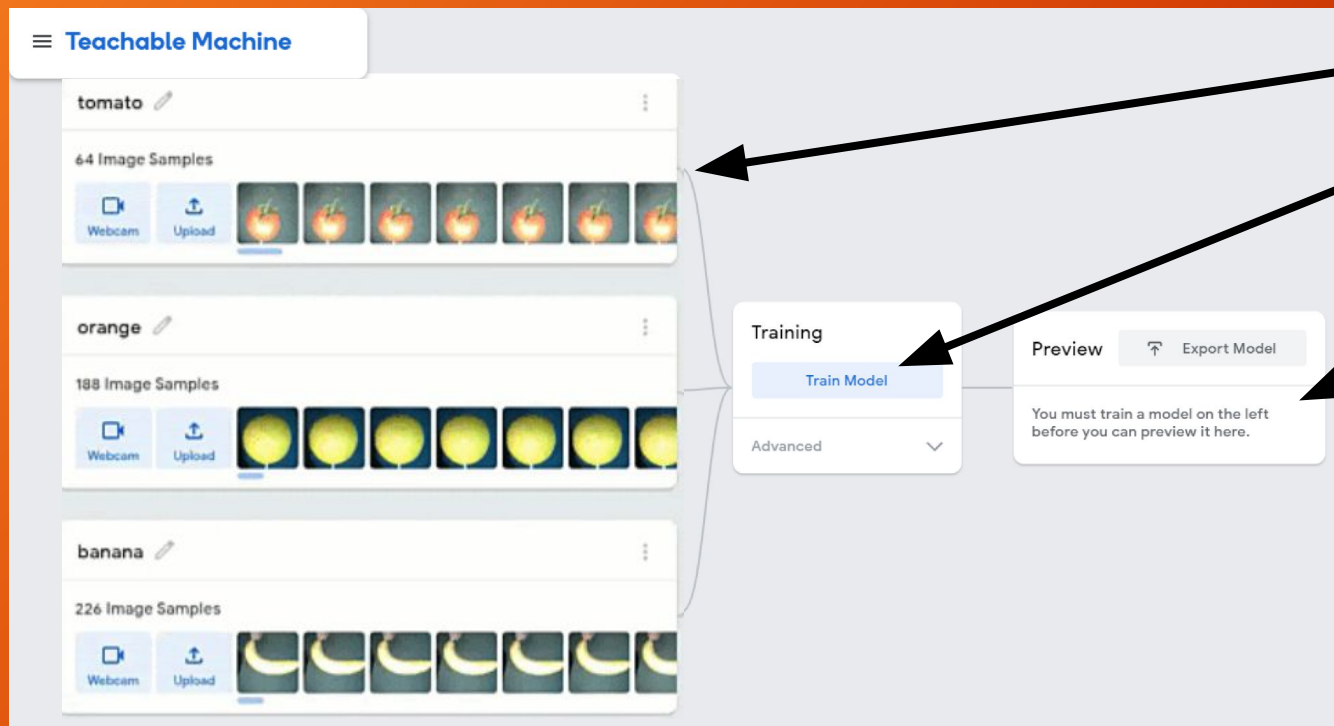 Teachable Machine
tomato
64 Image Samples
Webcam Upload
orange
188 Image Samples
Webcam Upload
banana
226 Image Samples
Webcam Upload
Training
Train Model
Advanced
Preview Export Model
You must train a model on the left
before you can preview it here.